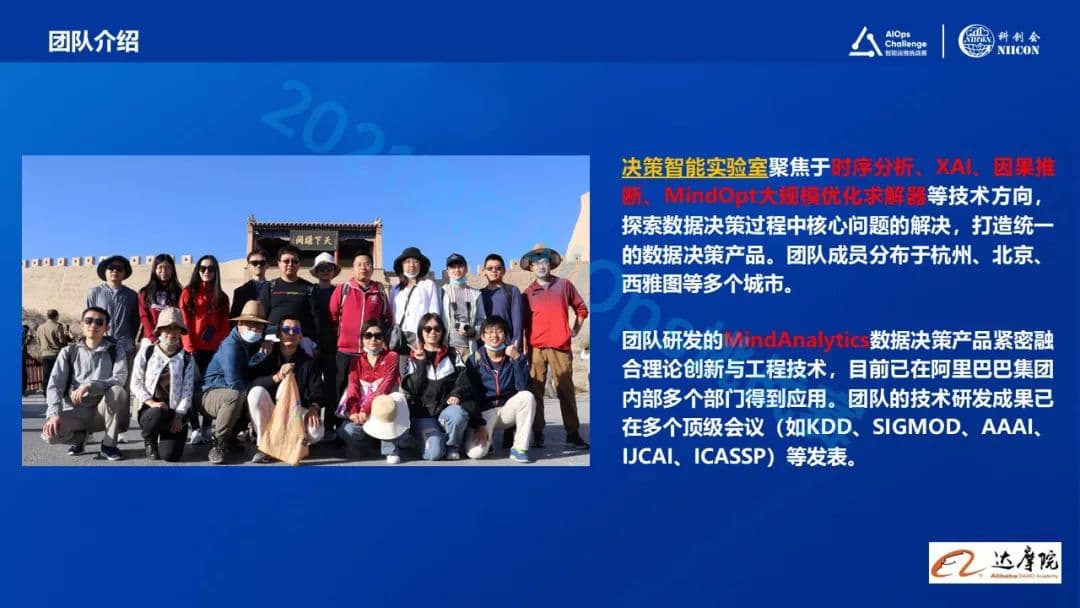 团队介绍
AIOps
Challenge
智能运维挑战赛
科创会
NIICON
决策智能实验室聚焦于时序分析、XAI、因果推
断、MindOpt大规模优化求解器等技术方向，
探索数据决策过程中核心问题的解决，打造统一
的数据决策产品。团队成员分布于杭州、北京、
西雅图等多个城市。
团队研发的MindAnalytics数据决策产品紧密融
合理论创新与工程技术，目前已在阿里巴巴集团
内部多个部门得到应用。团队的技术研发成果已
在多个顶级会议（如KDD、SIGMOD、AAAI、
IJCAI、ICASSP）等发表。
达摩院
Alibaba DAMO Academy